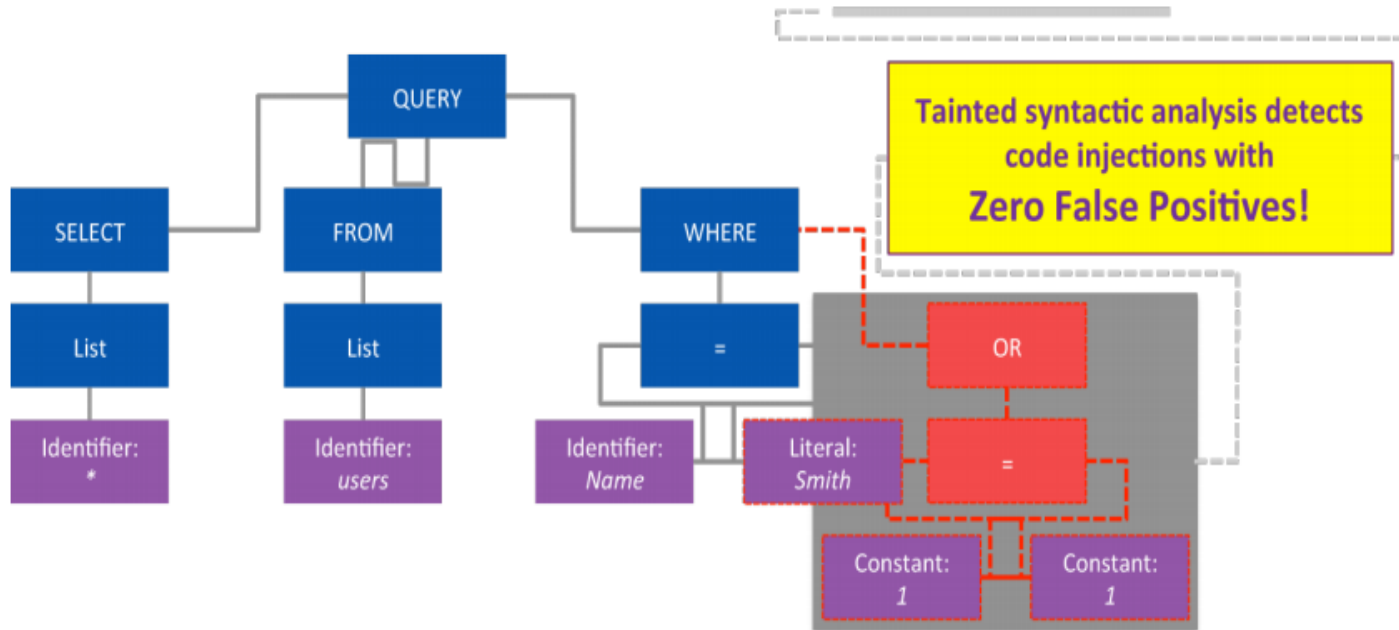 QUERY
Tainted syntactic analysis detects
code injections with
Zero False Positives!
SELECT
FROM
WHERE
List
List
=
OR
Identifier:
*
Identifier:
users
Identifier:
Name
Literal:
Smith
=
Constant:
1
Constant:
1